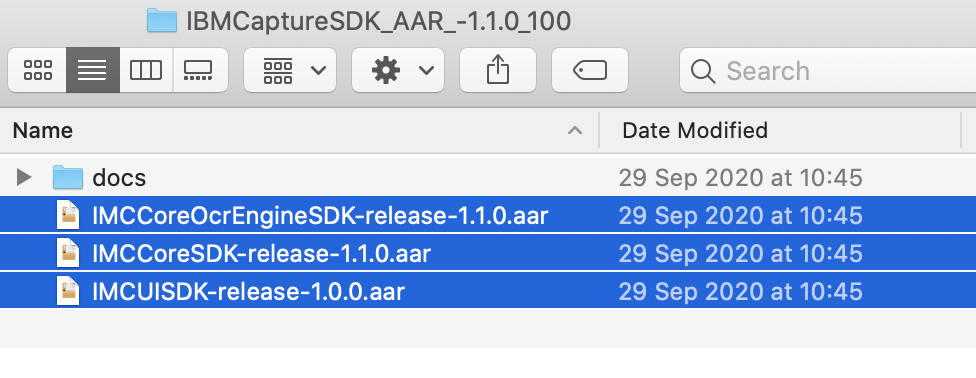 IBMCaptureSDK_AAR_-1.1.0_100
Search
Name Date Modified
docs 29 Sep 2020 at 10:45
IMCCoreOcrEngineSDK-release-1.1.0.aar 29 Sep 2020 at 10:45
IMCCoreSDK-release-1.1.0.aar 29 Sep 2020 at 10:45
IMCUISDK-release-1.0.0.aar 29 Sep 2020 at 10:45